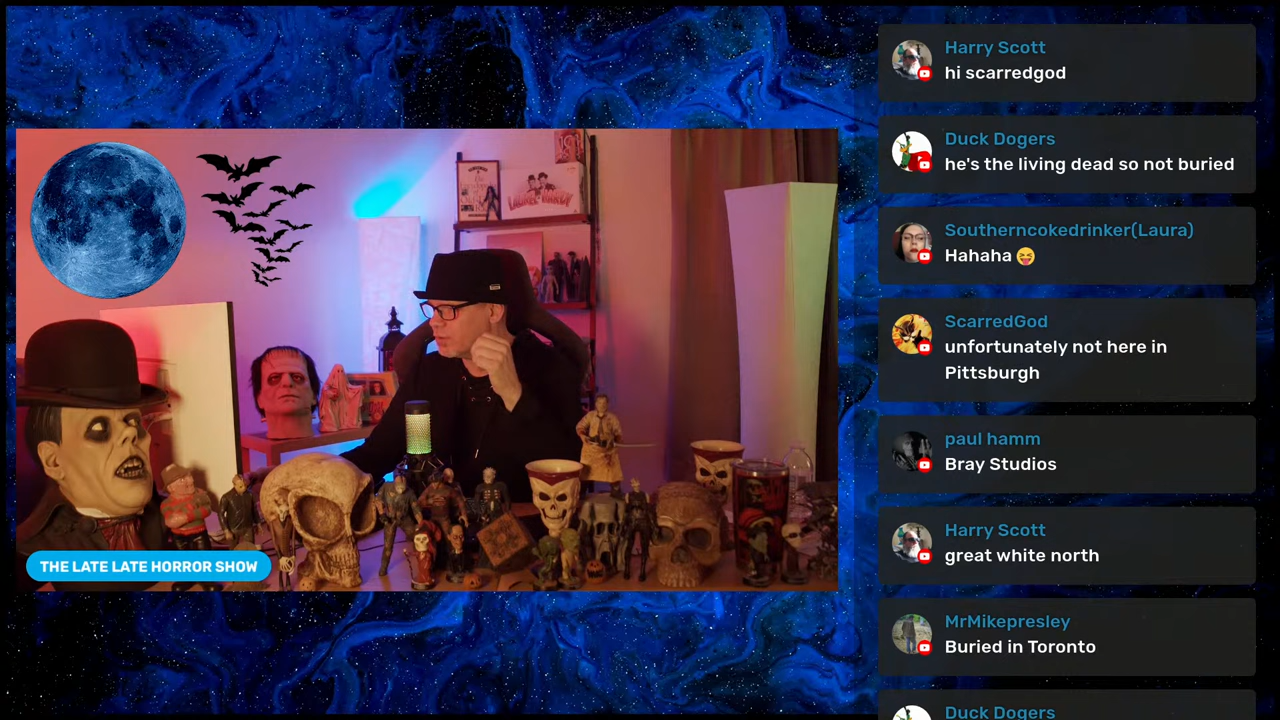 LAUREL HARDY
THE LATE LATE HORROR SHOW
Harry Scott
hi scarredgod
Duck Dogers
he's the living dead so not buried
Southerncokedrinker(Laura)
Hahaha 😝
ScarredGod
unfortunately not here in
Pittsburgh
paul hamm
Bray Studios
Harry Scott
great white north
MrMikepresley
Buried in Toronto
Duck Dogers